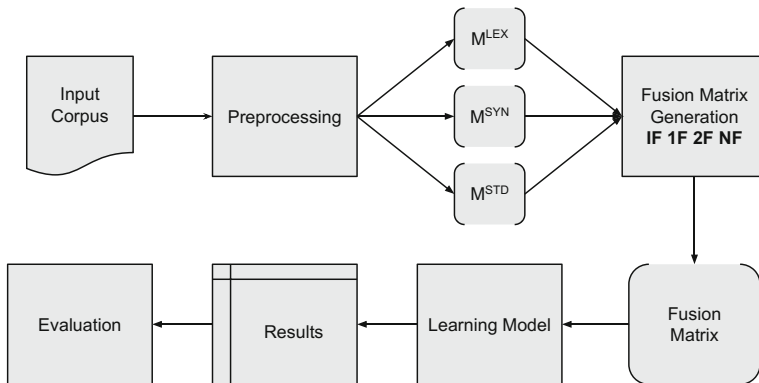 Input
Corpus
Preprocessing
M^LEX
M^SYN
M^STD
Fusion Matrix
Generation
IF 1F 2F NF
Fusion
Matrix
Learning Model
Results
Evaluation